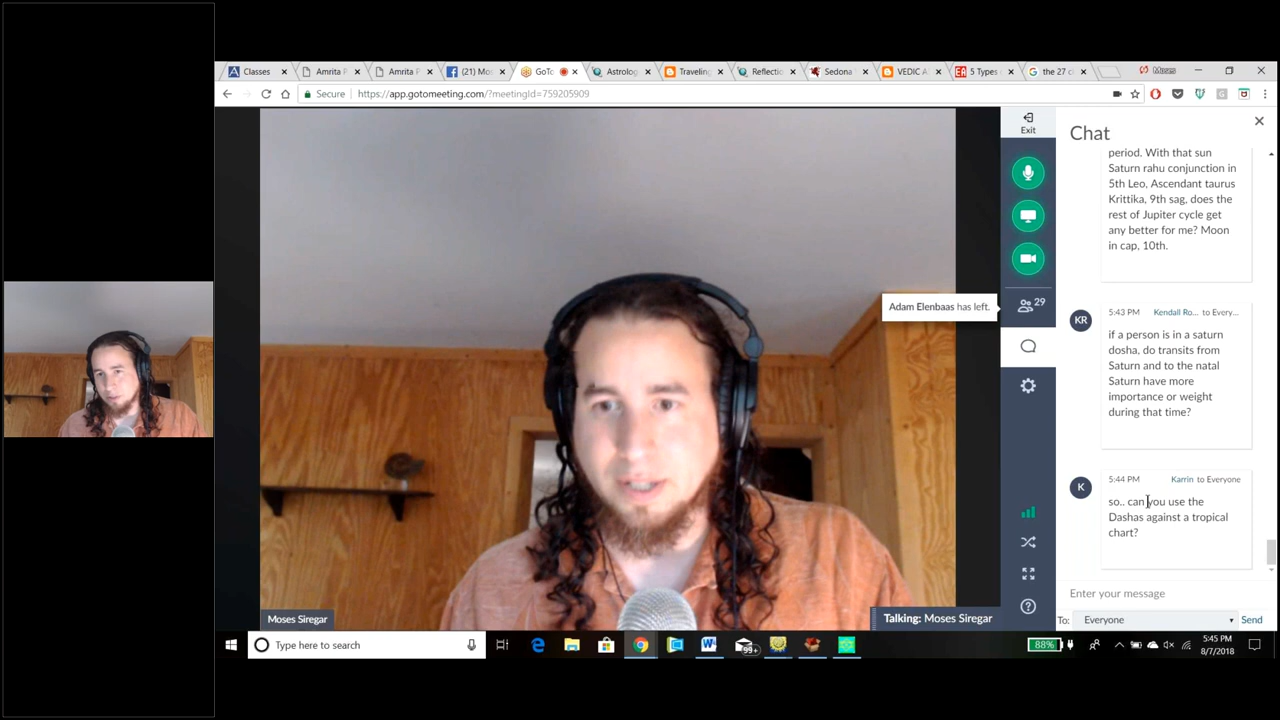 Classes
Amrita
Amrita
(21) Mo
GoTo
Astrolog
Traveling
Reflectio
Sedona
VEDIC A
5 Types
the 27 c
Moses
Secure
https://app.gotomeeting.com/?meetingId=759205909
Exit
29
Adam Elenbaas has left.
Chat
period. With that sun
Saturn rahu conjunction in
5th Leo, Ascendant taurus
Krittika, 9th sag, does the
rest of Jupiter cycle get
any better for me? Moon
in cap, 10th.
KR
5:43 PM Kendall Ro... to Every...
if a person is in a saturn
dosha, do transits from
Saturn and to the natal
Saturn have more
importance or weight
during that time?
K
5:44 PM Karrin to Everyone
so.. can you use the
Dashas against a tropical
chart?
Enter your message
To: Everyone Send
Moses Siregar
Talking: Moses Siregar
Type here to search
99+
88%
5:45 PM
8/7/2018